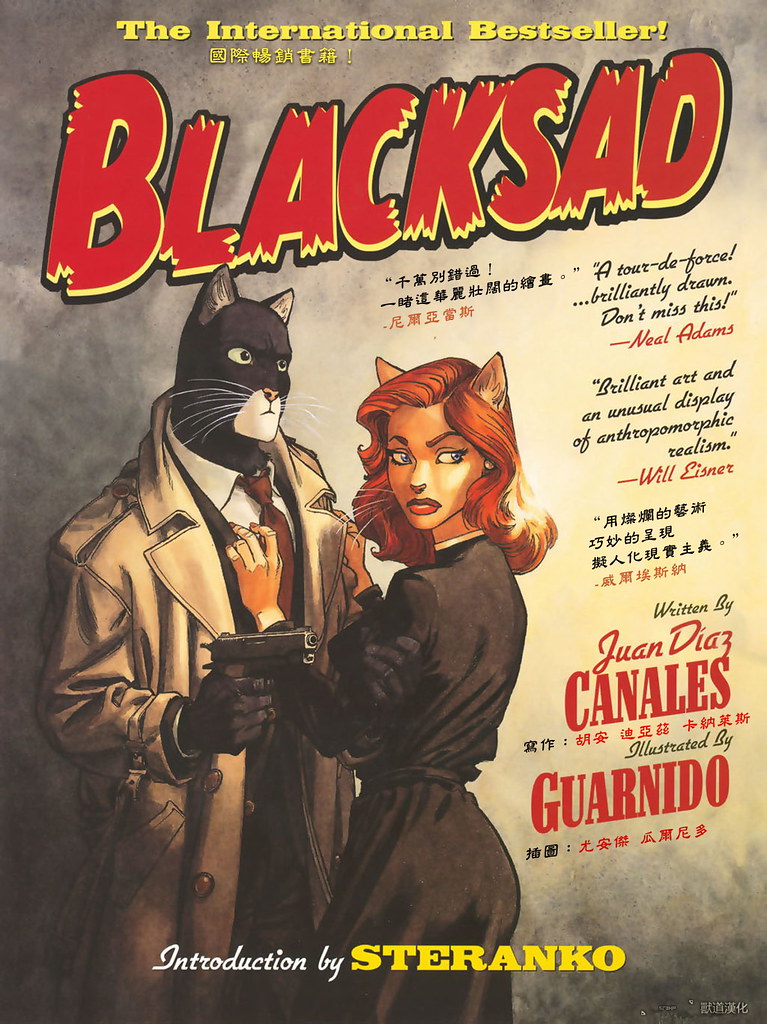 The International Bestseller!
國際暢銷書籍！
BLACKSAD
“千萬別錯過！
一睹這華麗壯闊的繪畫。”
-尼爾亞當斯
"A tour-de-force!
...brilliantly drawn.
Don't miss this!"
—Neal Adams
"Brilliant art and
an unusual display
of anthropomorphic
realism."
—Will Eisner
“用燦爛的藝術
巧妙的呈現
擬人化現實主義。”
-威爾埃斯納
Written By
Juan Díaz
CANALES
寫作：胡安 迪亞茲 卡納萊斯
Illustrated By
GUARNIDO
插圖：尤安傑 瓜爾尼多
Introduction by STERANKO
獸道漢化